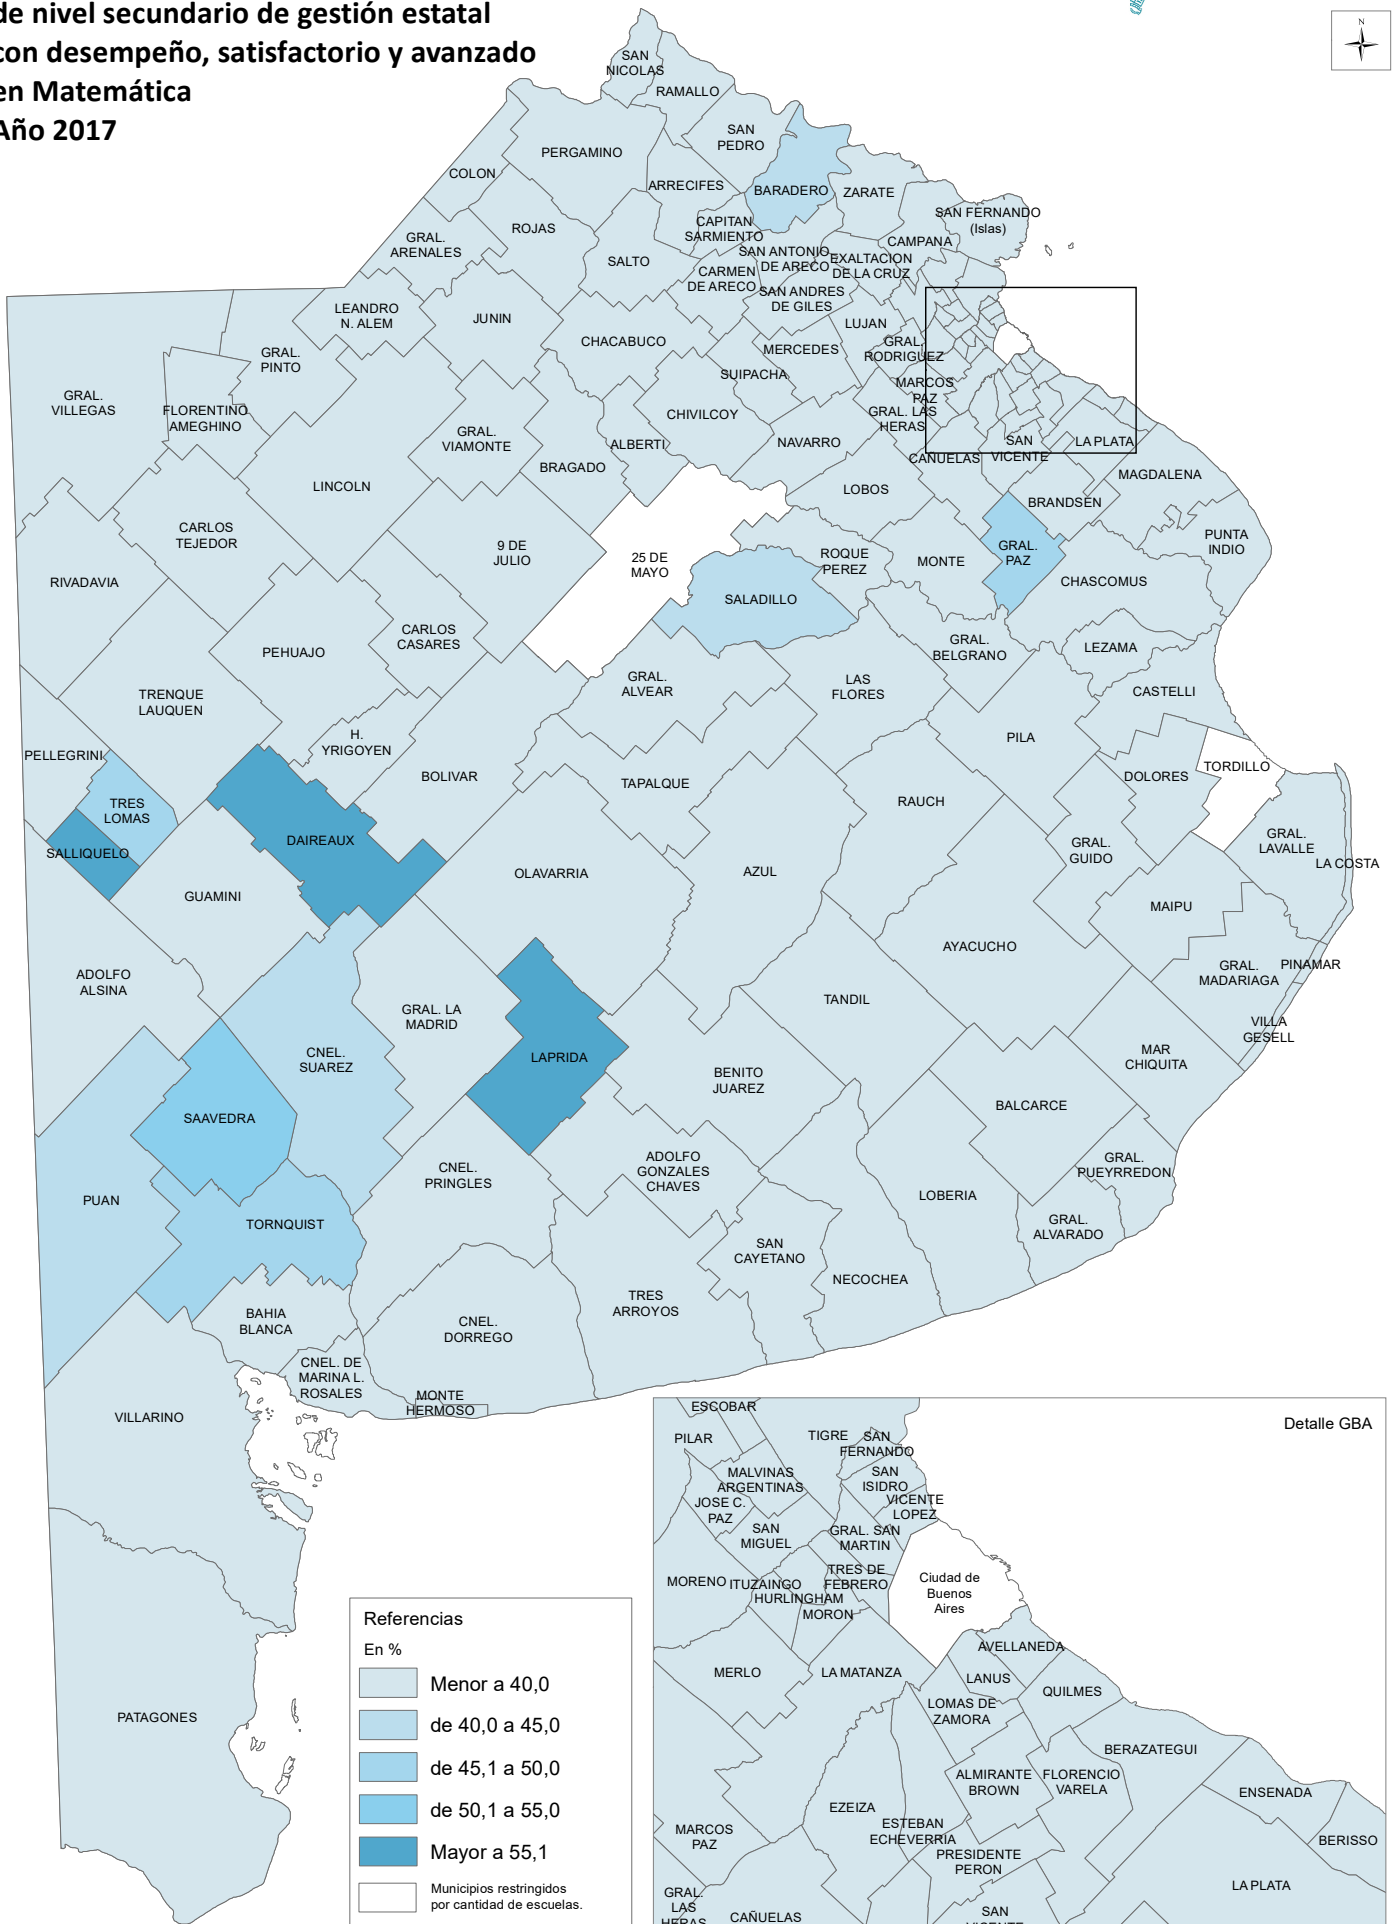 de nivel secundario de gestión estatal
con desempeño, satisfactorio y avanzado
en Matemática
Año 2017
N
SAN
NICOLAS
RAMALLO
SAN
PEDRO
PERGAMINO
COLON
ARRECIFES
BARADERO
ZARATE
SAN FERNANDO
(Islas)
CAPITAN
SARMIENTO
ROJAS
GRAL.
ARENALES
SALTO
CAMPANA
SAN ANTONIO
DE ARECO
EXALTACION
DE LA CRUZ
CARMEN
DE ARECO
SAN ANDRES
DE GILES
LEANDRO
N. ALEM
JUNIN
CHACABUCO
LUJAN
MERCEDES
GRAL.
RODRIGUEZ
GRAL.
PINTO
SUIPACHA
MARCOS
PAZ
GRAL.
VILLEGAS
FLORENTINO
AMEGHINO
CHIVILCOY
GRAL. LAS
HERAS
GRAL.
VIAMONTE
ALBERTI
NAVARRO
SAN
VICENTE
LA PLATA
CAÑUELAS
BRAGADO
MAGDALENA
LINCOLN
LOBOS
BRANDSEN
CARLOS
TEJEDOR
9 DE
JULIO
25 DE
MAYO
ROQUE
PEREZ
MONTE
GRAL.
PAZ
PUNTA
INDIO
RIVADAVIA
CHASCOMUS
SALADILLO
CARLOS
CASARES
PEHUAJO
GRAL.
BELGRANO
LEZAMA
GRAL.
ALVEAR
LAS
FLORES
TRENQUE
LAUQUEN
CASTELLI
H.
YRIGOYEN
PILA
PELLEGRINI
BOLIVAR
TAPALQUE
DOLORES
TORDILLO
TRES
LOMAS
RAUCH
DAIREAUX
GRAL.
LAVALLE
SALLIQUELO
GRAL.
GUIDO
LA COSTA
OLAVARRIA
AZUL
GUAMINI
MAIPU
AYACUCHO
ADOLFO
ALSINA
GRAL.
MADARIAGA
PINAMAR
TANDIL
GRAL. LA
MADRID
VILLA
GESELL
CNEL.
SUAREZ
LAPRIDA
MAR
CHIQUITA
BENITO
JUAREZ
BALCARCE
SAAVEDRA
ADOLFO
GONZALES
CHAVES
GRAL.
PUEYRREDON
CNEL.
PRINGLES
PUAN
LOBERIA
TORNQUIST
GRAL.
ALVARADO
SAN
CAYETANO
NECOCHEA
TRES
ARROYOS
BAHIA
BLANCA
CNEL.
DORREGO
CNEL. DE
MARINA L.
ROSALES
MONTE
HERMOSO
VILLARINO
PATAGONES
Referencias
En %
Menor a 40,0
de 40,0 a 45,0
de 45,1 a 50,0
de 50,1 a 55,0
Mayor a 55,1
Municipios restringidos
por cantidad de escuelas.
Detalle GBA
ESCOBAR
PILAR
TIGRE
SAN
FERNANDO
MALVINAS
ARGENTINAS
SAN
ISIDRO
JOSE C.
PAZ
VICENTE
LOPEZ
SAN
MIGUEL
GRAL. SAN
MARTIN
MORENO
ITUZAINGO
HURLINGHAM
TRES DE
FEBRERO
MORON
Ciudad de
Buenos
Aires
AVELLANEDA
MERLO
LA MATANZA
LANUS
QUILMES
LOMAS DE
ZAMORA
BERAZATEGUI
ALMIRANTE
BROWN
FLORENCIO
VARELA
ENSENADA
EZEIZA
ESTEBAN
ECHEVERRIA
MARCOS
PAZ
BERISSO
PRESIDENTE
PERON
LA PLATA
GRAL.
LAS
HERAS
CAÑUELAS
SAN
VICENTE